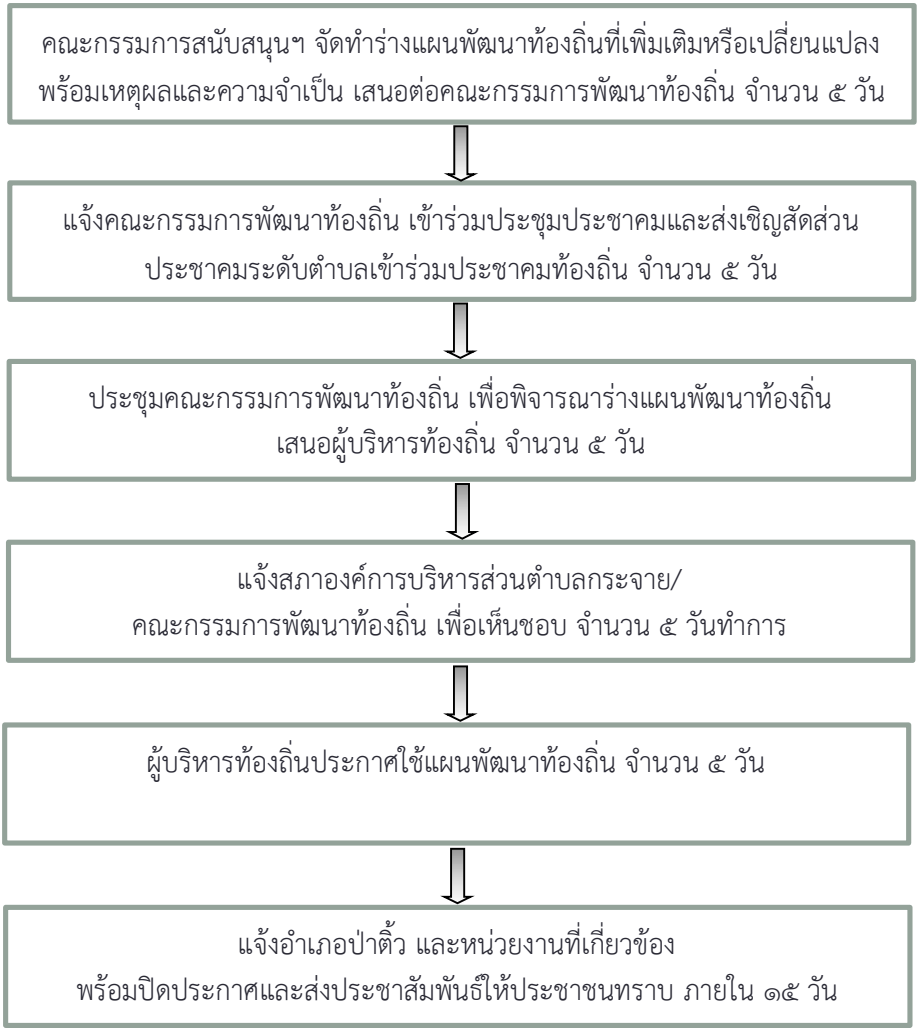 คณะกรรมการสนับสนุนฯ จัดทำร่างแผนพัฒนาท้องถิ่นที่เพิ่มเติมหรือเปลี่ยนแปลง
พร้อมเหตุผลและความจำเป็น เสนอต่อคณะกรรมการพัฒนาท้องถิ่น จำนวน ๕ วัน
แจ้งคณะกรรมการพัฒนาท้องถิ่น เข้าร่วมประชุมประชาคมและส่งเชิญสัดส่วน
ประชาคมระดับตำบลเข้าร่วมประชาคมท้องถิ่น จำนวน ๕ วัน
ประชุมคณะกรรมการพัฒนาท้องถิ่น เพื่อพิจารณาร่างแผนพัฒนาท้องถิ่น
เสนอผู้บริหารท้องถิ่น จำนวน ๕ วัน
แจ้งสภาองค์การบริหารส่วนตำบลกระจาย/
คณะกรรมการพัฒนาท้องถิ่น เพื่อเห็นชอบ จำนวน ๕ วันทำการ
ผู้บริหารท้องถิ่นประกาศใช้แผนพัฒนาท้องถิ่น จำนวน ๕ วัน
แจ้งอำเภอป่าติ้ว และหน่วยงานที่เกี่ยวข้อง
พร้อมปิดประกาศและส่งประชาสัมพันธ์ให้ประชาชนทราบ ภายใน ๑๕ วัน